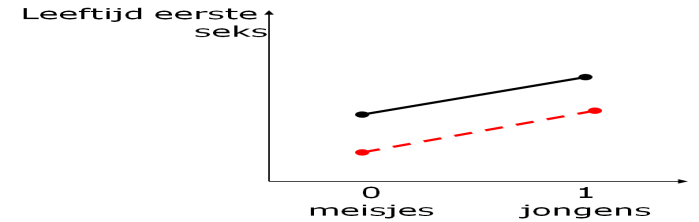 Leeftijd eerste
seks
0 1
meisjes jongens